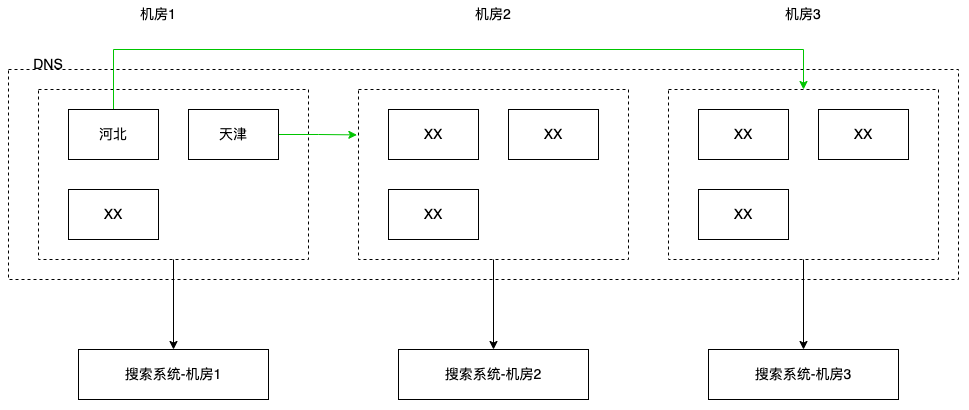 机房1
机房2
机房3
DNS
河北
天津
XX
XX
XX
XX
XX
XX
XX
搜索系统-机房1
搜索系统-机房2
搜索系统-机房3